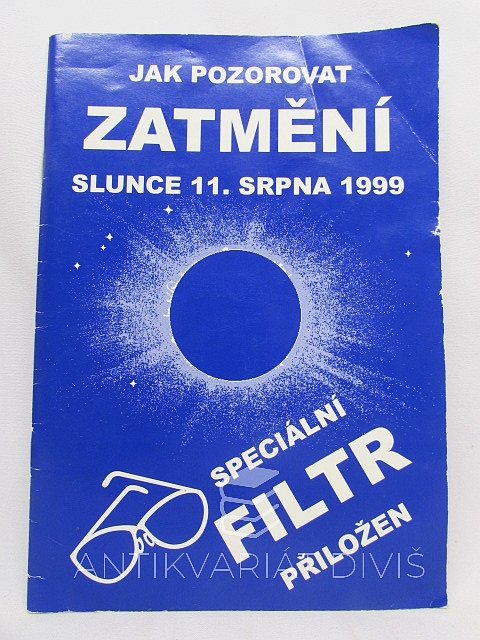 JAK POZOROVAT
ZATMĚNÍ
SLUNCE 11. SRPNA 1999
SPECIÁLNÍ
FILTR
PŘILOŽEN
ANTIKVARIÁT DIVIŠ